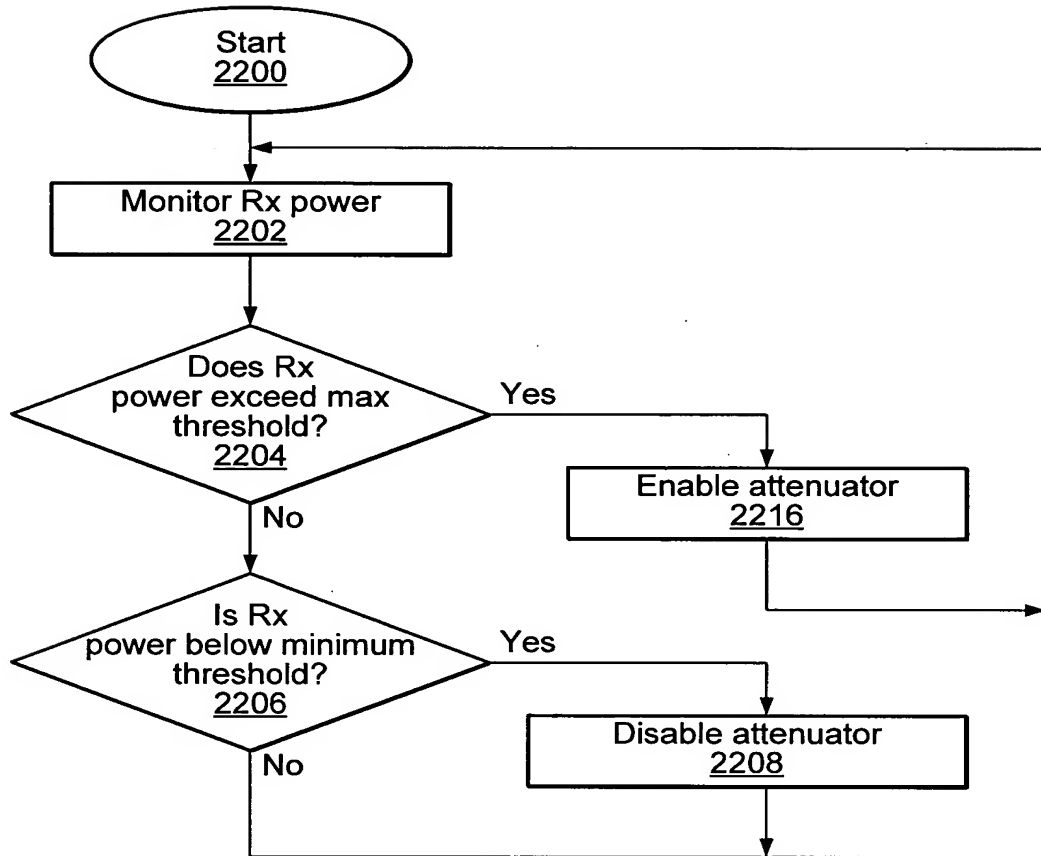 Start
2200
Monitor Rx power
2202
Does Rx
power exceed max
threshold?
2204
Yes
No
Enable attenuator
2216
Is Rx
power below minimum
threshold?
2206
Yes
No
Disable attenuator
2208